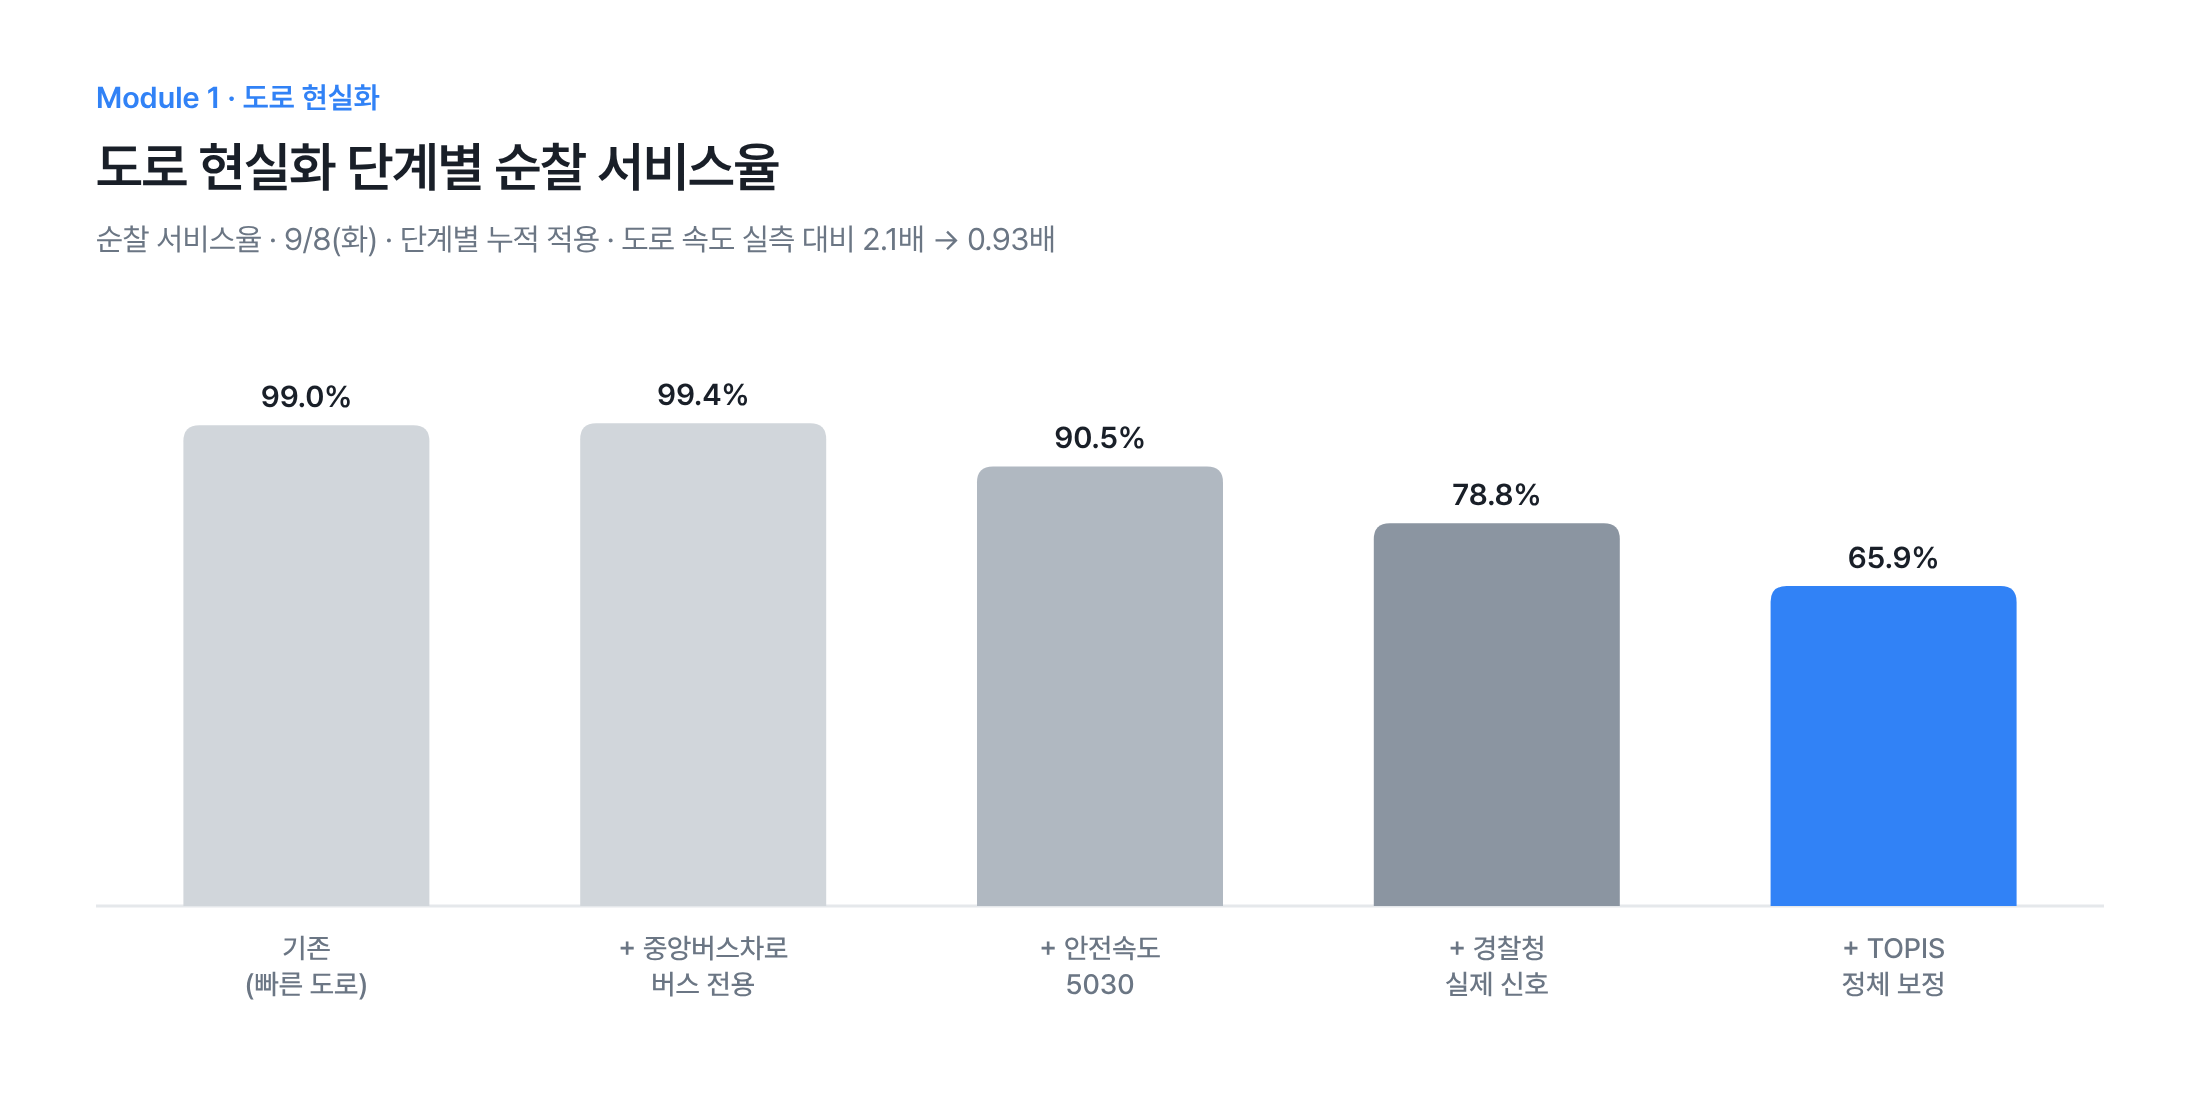 Module 1 · 도로 현실화
도로 현실화 단계별 순찰 서비스율
순찰 서비스율 · 9/8(화) · 단계별 누적 적용 · 도로 속도 실측 대비 2.1배 → 0.93배
99.0%
99.4%
90.5%
78.8%
65.9%
기존
(빠른 도로)
+ 중앙버스차로
버스 전용
+ 안전속도
5030
+ 경찰청
실제 신호
+ TOPIS
정체 보정